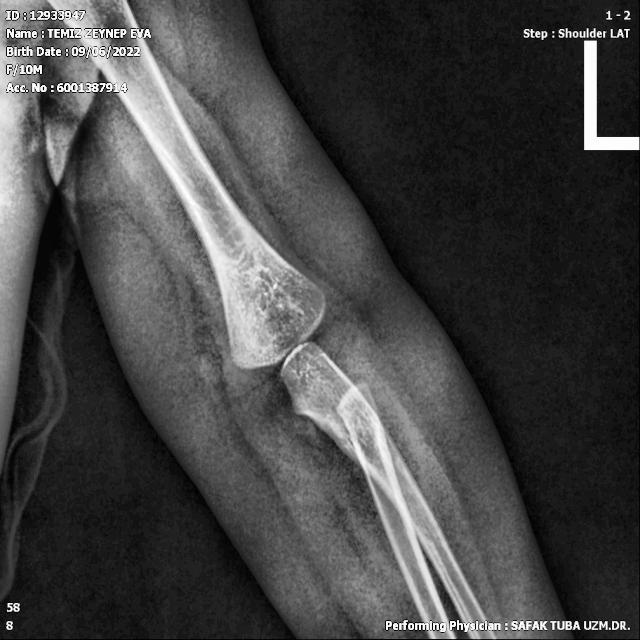 ID : 12933947
Name : TEMIZ ZEYNEP EVA
Birth Date : 09/06/2022
F/10M
Acc. No : 6001387914
1 - 2
Step : Shoulder LAT
L
58
8
Performing Physician : SAFAK TUBA UZM.DR.